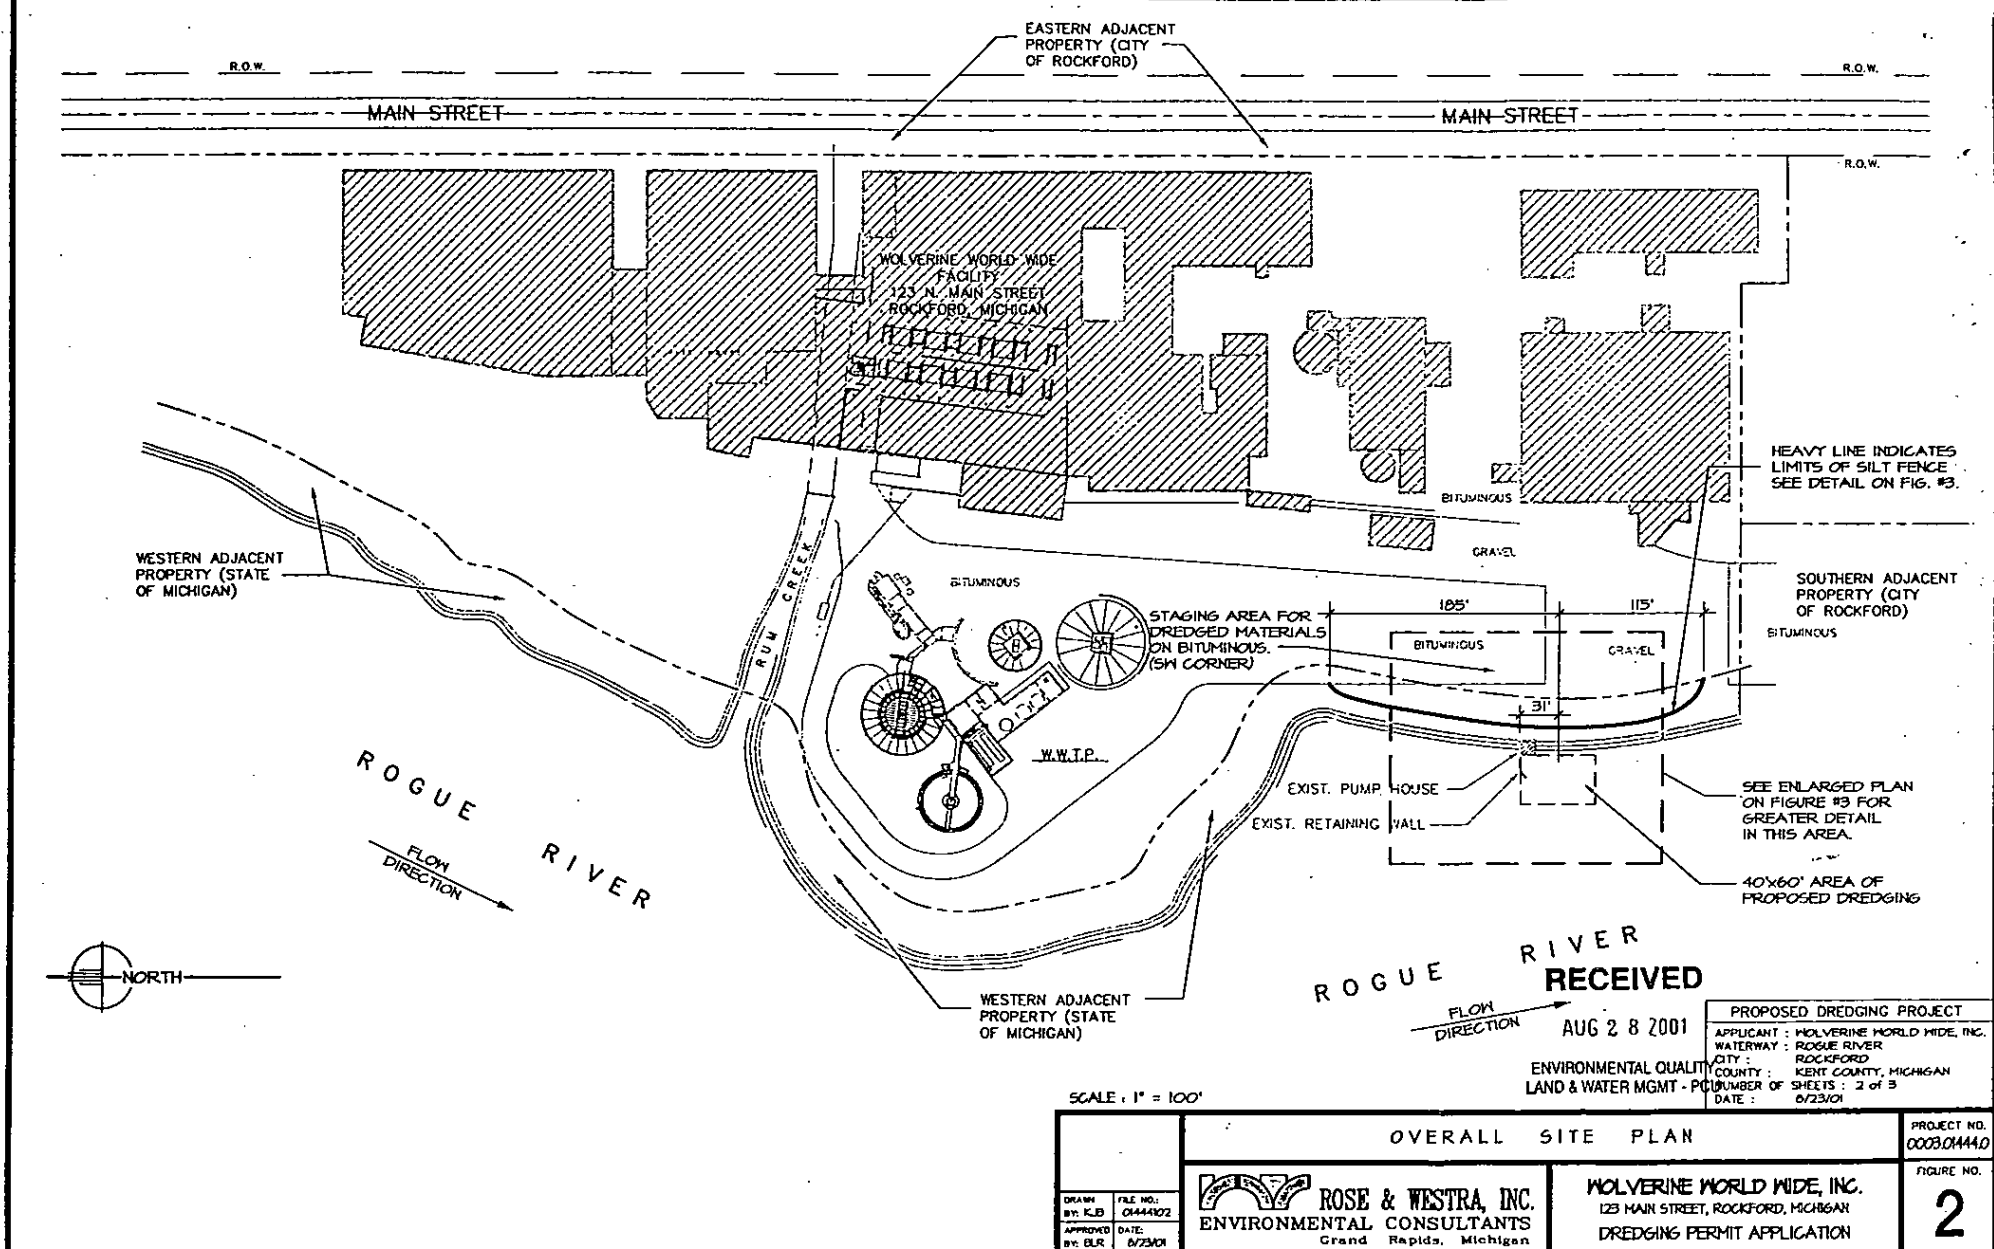 EASTERN ADJACENT
PROPERTY (CITY
OF ROCKFORD)
R.O.W.
R.O.W.
MAIN STREET
MAIN STREET
R.O.W.
WOLVERINE WORLD WIDE
FACILITY
123 N. MAIN STREET
ROCKFORD, MICHIGAN
HEAVY LINE INDICATES
LIMITS OF SILT FENCE
SEE DETAIL ON FIG. #3.
BITUMINOUS
GRAVEL
WESTERN ADJACENT
PROPERTY (STATE
OF MICHIGAN)
RUM CREEK
BITUMINOUS
SOUTHERN ADJACENT
PROPERTY (CITY
OF ROCKFORD)
STAGING AREA FOR
DREDGED MATERIALS
ON BITUMINOUS.
(SW CORNER)
185'
115'
BITUMINOUS
GRAVEL
BITUMINOUS
31'
W.W.T.P.
EXIST. PUMP HOUSE
EXIST. RETAINING WALL
SEE ENLARGED PLAN
ON FIGURE #3 FOR
GREATER DETAIL
IN THIS AREA.
40'x60' AREA OF
PROPOSED DREDGING
ROGUE RIVER
FLOW
DIRECTION
NORTH
WESTERN ADJACENT
PROPERTY (STATE
OF MICHIGAN)
ROGUE RIVER
FLOW
DIRECTION
RECEIVED
AUG 28 2001
ENVIRONMENTAL QUALITY
LAND & WATER MGMT - PCU
PROPOSED DREDGING PROJECT
APPLICANT : WOLVERINE WORLD WIDE, INC.
WATERWAY : ROGUE RIVER
CITY : ROCKFORD
COUNTY : KENT COUNTY, MICHIGAN
NUMBER OF SHEETS : 2 of 3
DATE : 8/23/01
SCALE : 1" = 100'
OVERALL SITE PLAN
PROJECT NO.
0003.01444.0
DRAWN BY: KJB
FILE NO.: 01444102
APPROVED BY: BLR
DATE: 8/23/01
ROSE & WESTRA, INC.
ENVIRONMENTAL CONSULTANTS
Grand Rapids, Michigan
WOLVERINE WORLD WIDE, INC.
123 MAIN STREET, ROCKFORD, MICHIGAN
DREDGING PERMIT APPLICATION
FIGURE NO.
2